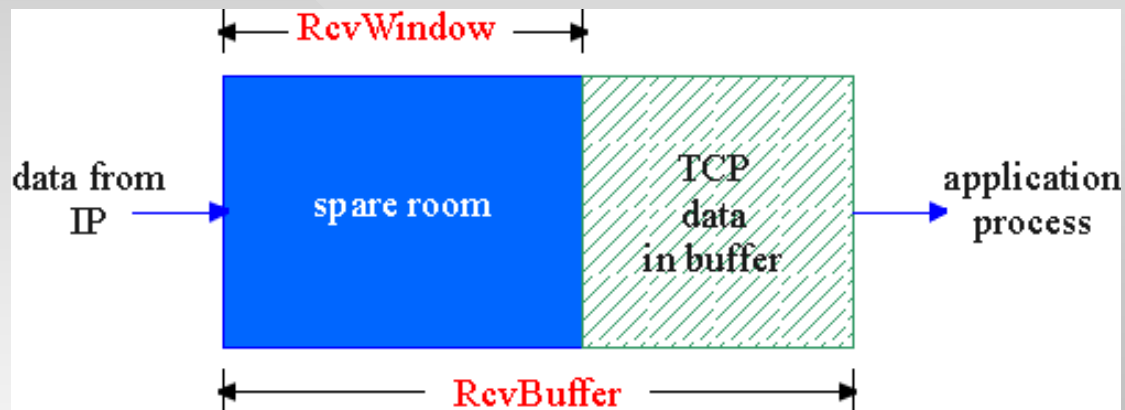 RcvWindow
data from
IP
spare room
TCP
data
in buffer
application
process
RcvBuffer